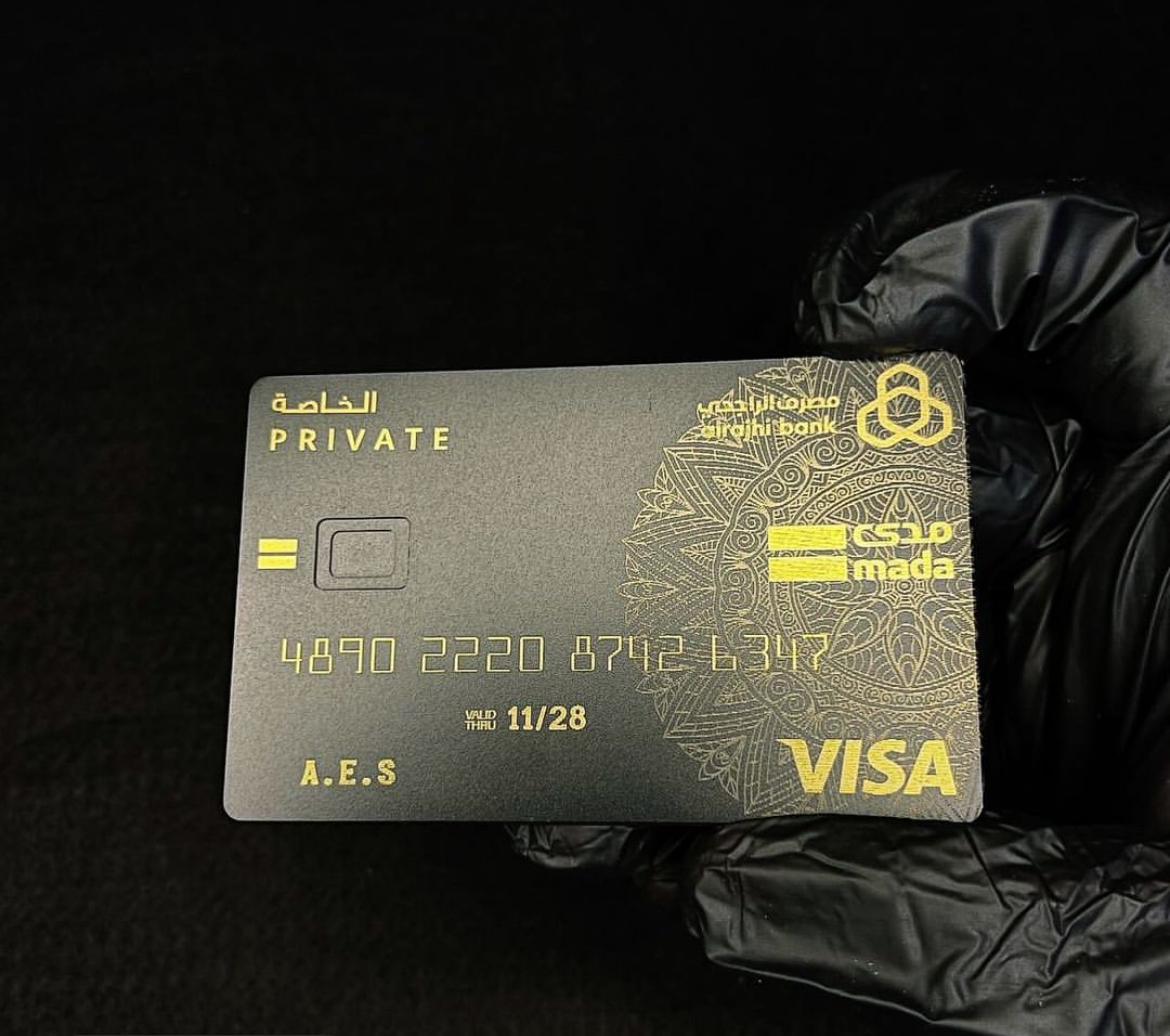 الخاصة
PRIVATE
مصرف الراجحي
alrajhi bank
مدى
mada
4890 2220 8742 6347
VALID
THRU 11/28
A.E.S
VISA